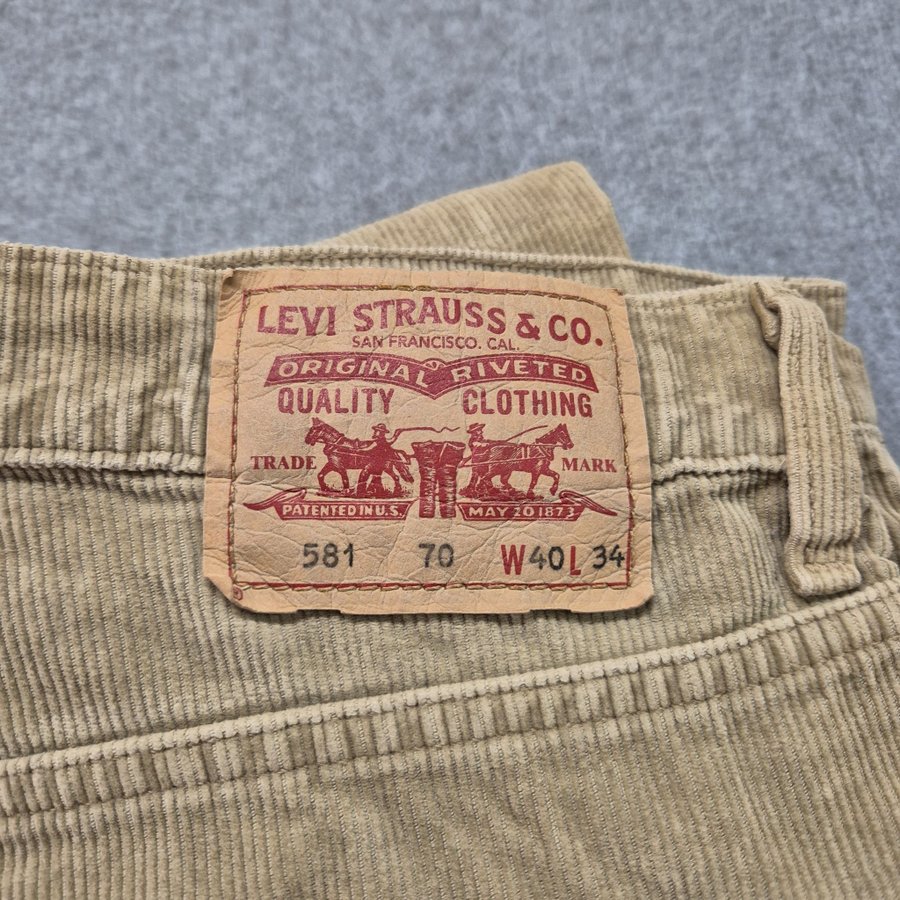 LEVI STRAUSS & CO.
SAN FRANCISCO. CAL.
ORIGINAL RIVETED
QUALITY CLOTHING
TRADE MARK
PATENTED IN U.S. MAY 20 1873
581 70 W40 L 34
®